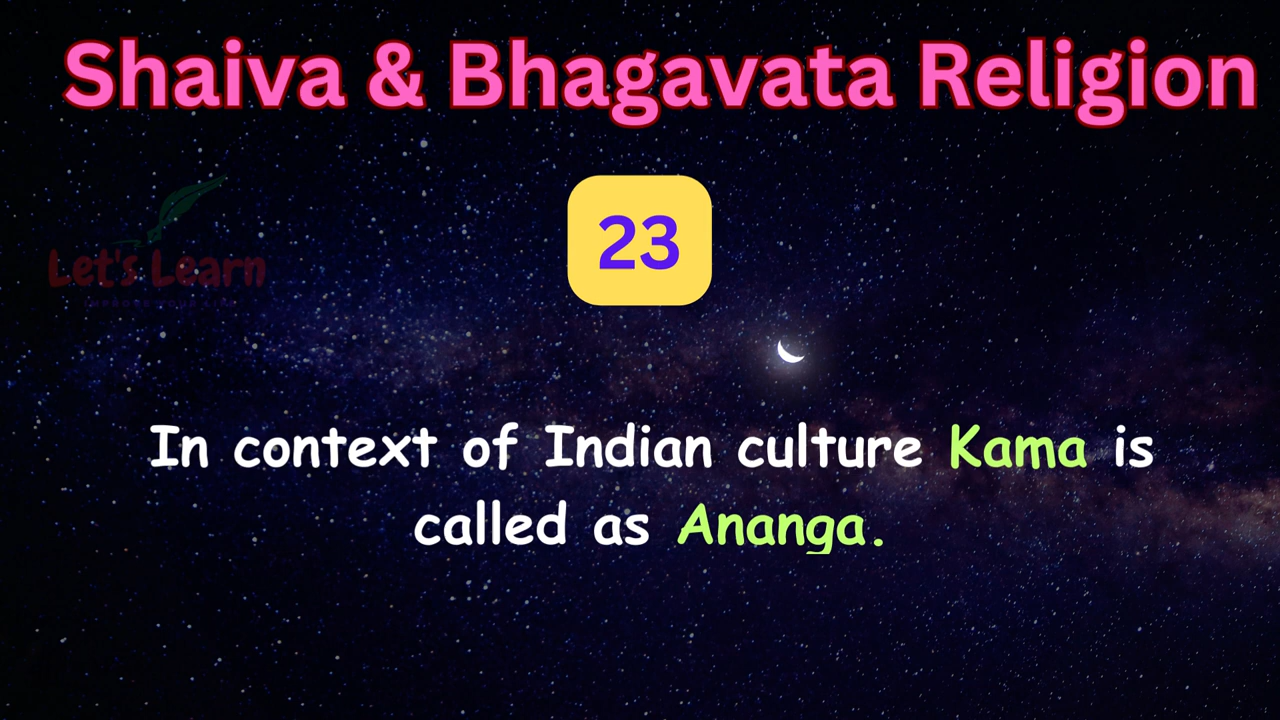 Shaiva & Bhagavata Religion
23
Let's Learn
In context of Indian culture Kama is
called as Ananga.